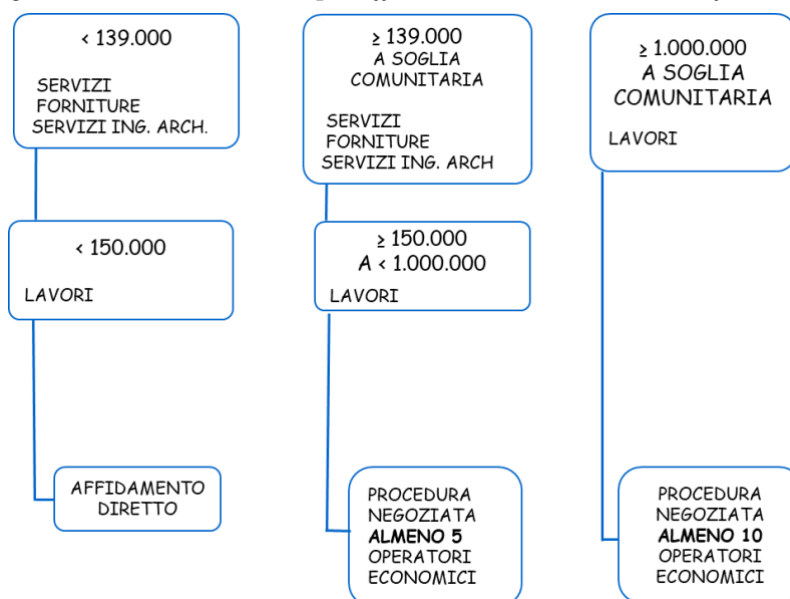 < 139.000
SERVIZI
FORNITURE
SERVIZI ING. ARCH.
< 150.000
LAVORI
AFFIDAMENTO
DIRETTO
≥ 139.000
A SOGLIA
COMUNITARIA
SERVIZI
FORNITURE
SERVIZI ING. ARCH
≥ 150.000
A < 1.000.000
LAVORI
PROCEDURA
NEGOZIATA
ALMENO 5
OPERATORI
ECONOMICI
≥ 1.000.000
A SOGLIA
COMUNITARIA
LAVORI
PROCEDURA
NEGOZIATA
ALMENO 10
OPERATORI
ECONOMICI